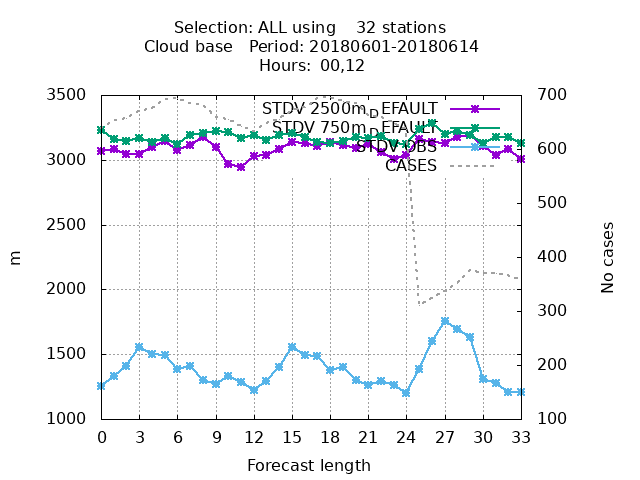 Selection: ALL using 32 stations
Cloud base Period: 20180601-20180614
Hours: 00,12
3500 700
STDV 2500m_DEFAULT
STDV 750m_DEFAULT
3000 600
STDV OBS
CASES
2500 500
m
No cases
400
2000
300
1500 200
1000 100
0 3 6 9 12 15 18 21 24 27 30 33
Forecast length